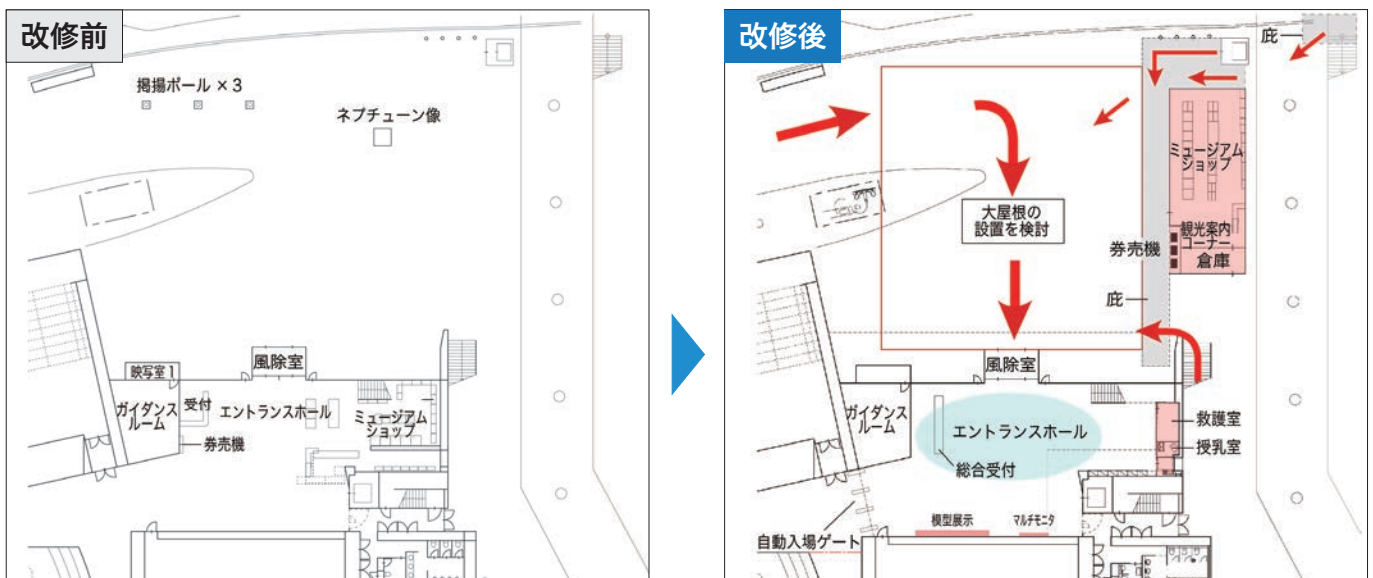 改修前
掲揚ポール × 3
ネプチューン像
風除室
映写室 1
ガイダンス
ルーム
受付
エントランスホール
ミュージアム
ショップ
券売機
改修後
庇
ミュージアム
ショップ
大屋根の
設置を検討
観光案内
コーナー
券売機
倉庫
庇
風除室
ガイダンス
ルーム
エントランスホール
救護室
授乳室
総合受付
模型展示
マルチモニタ
自動入場ゲート